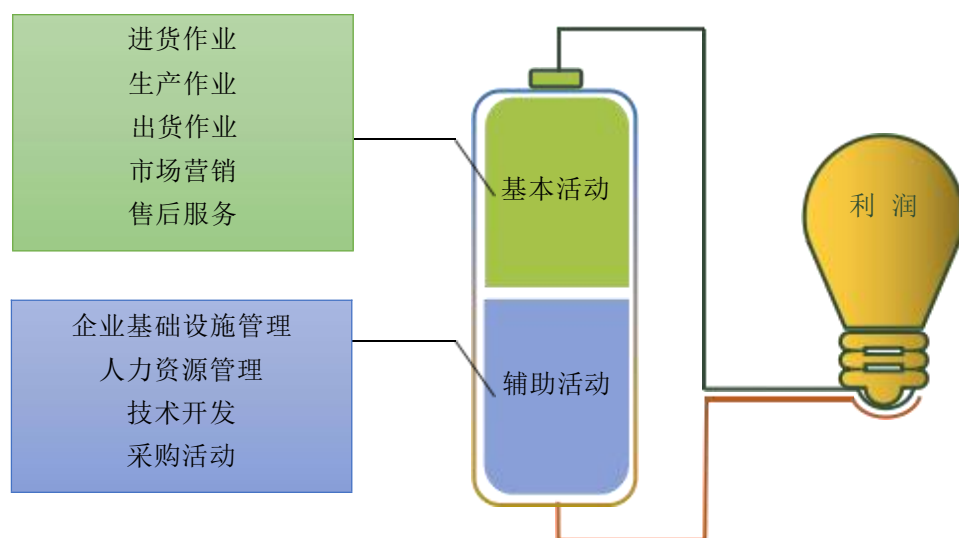 进货作业
生产作业
出货作业
市场营销
售后服务
基本活动
利 润
企业基础设施管理
人力资源管理
技术开发
采购活动
辅助活动